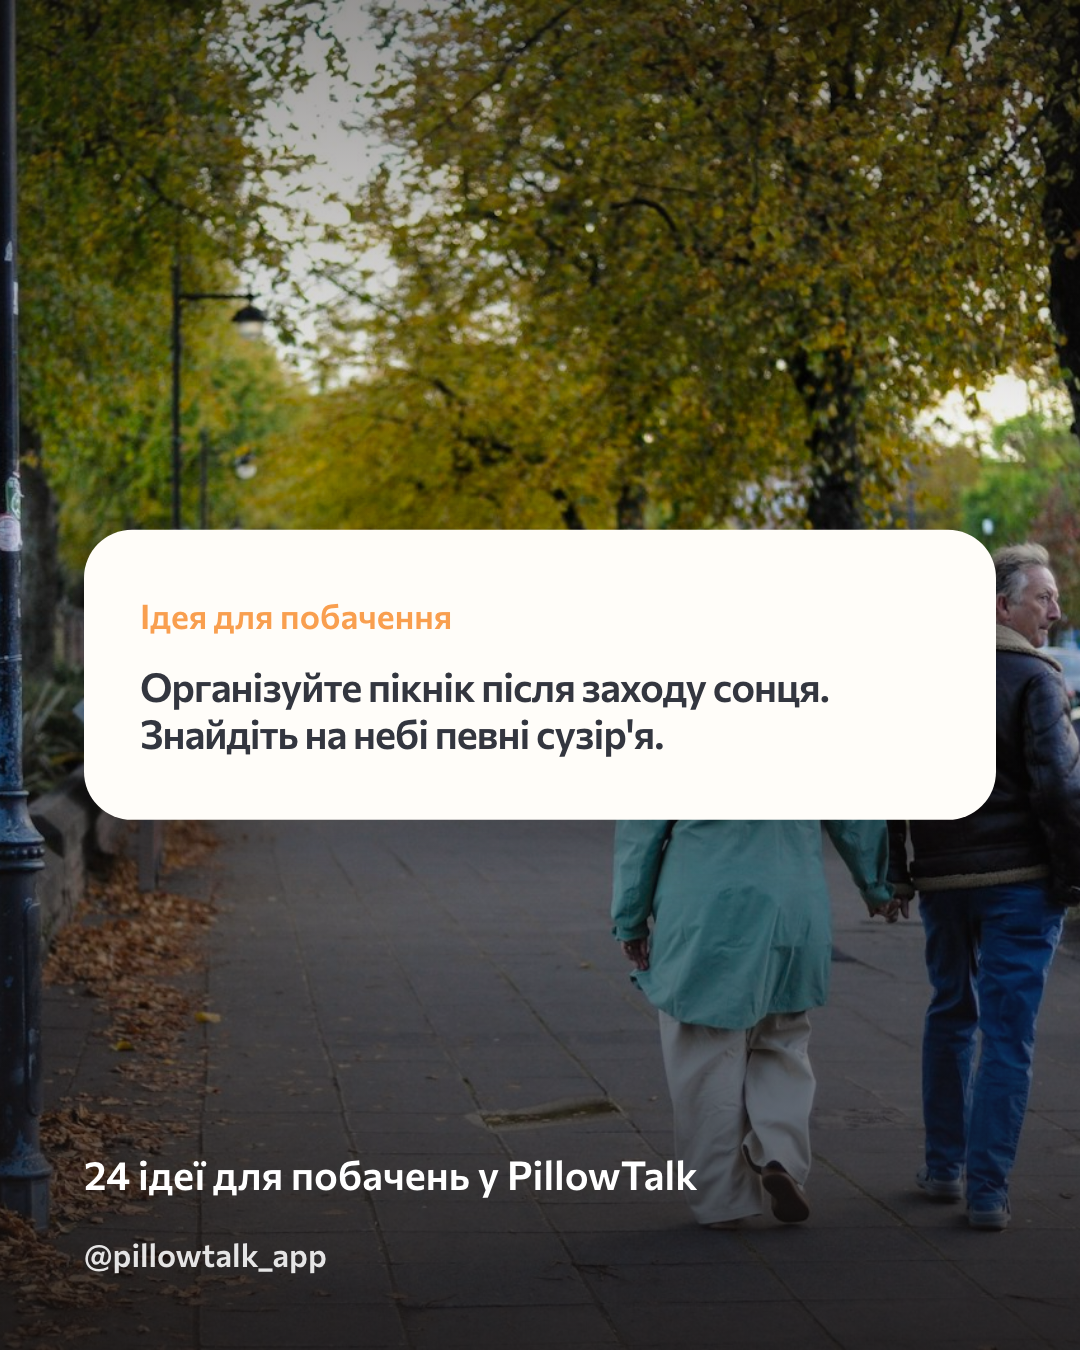 Ідея для побачення
Організуйте пікнік після заходу сонця.
Знайдіть на небі певні сузір'я.
24 ідеї для побачень у PillowTalk
@pillowtalk_app